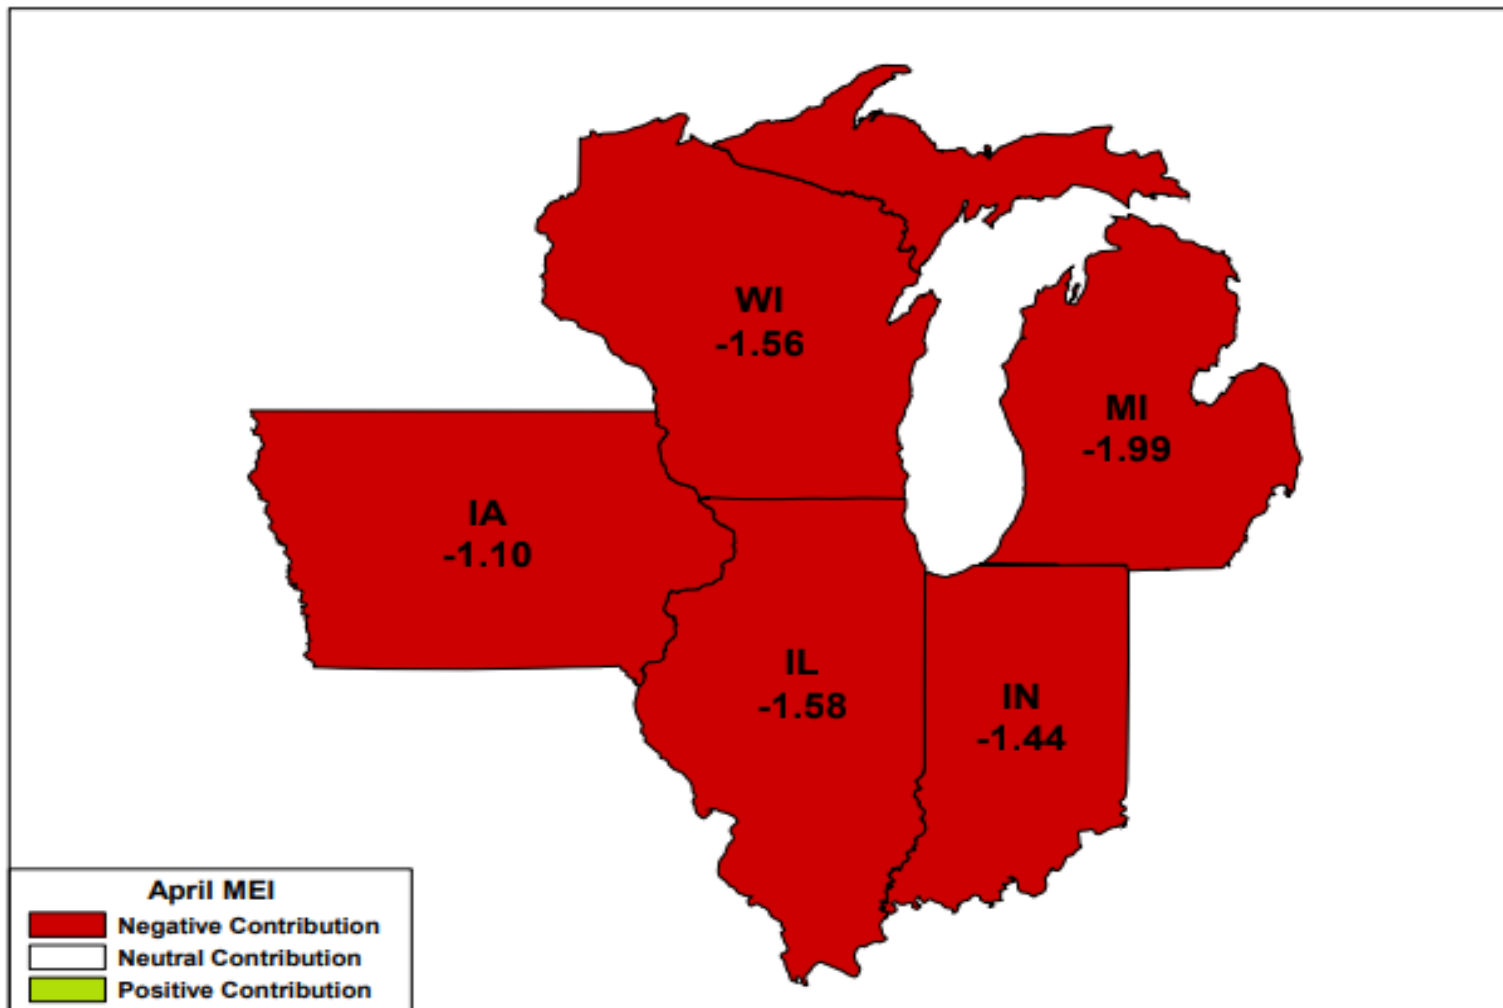 WI
-1.56
MI
-1.99
IA
-1.10
IL
-1.58
IN
-1.44
April MEI
Negative Contribution
Neutral Contribution
Positive Contribution